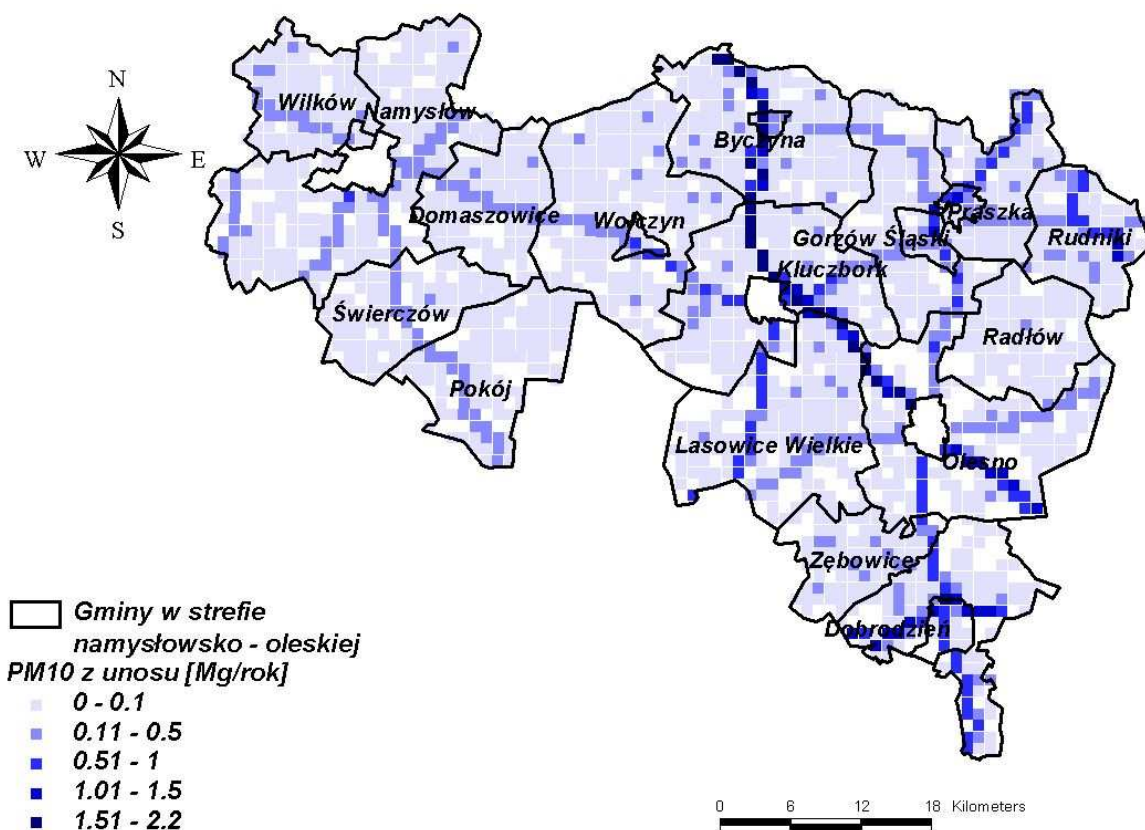 N
W E
S
Wilków
Namysłów
Byczyna
Domaszowice
Wołczyn
Gorzów Śląski
Praszka
Rudniki
Kluczbork
Świerczów
Radłów
Pokój
Lasowice Wielkie
Olesno
Zębowice
Dobrodzień
Gminy w strefie
namysłowsko - oleskiej
PM10 z unosu [Mg/rok]
0 - 0.1
0.11 - 0.5
0.51 - 1
1.01 - 1.5
1.51 - 2.2
0 6 12 18 Kilometers